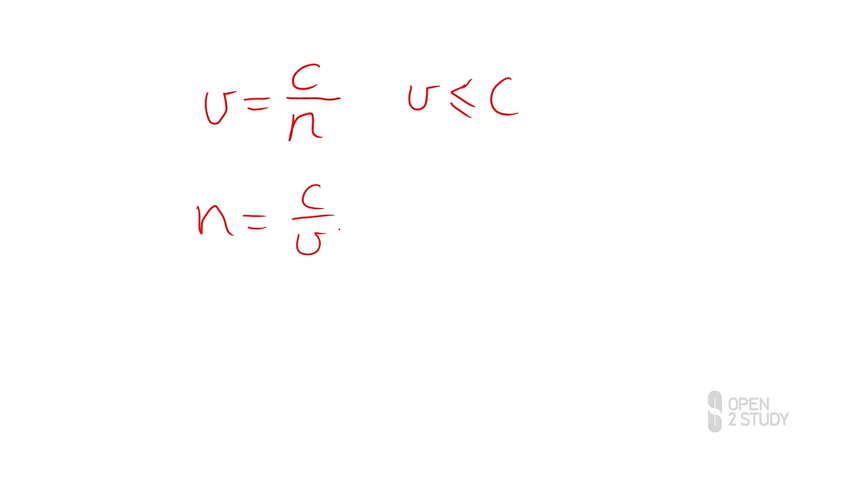 v = c/n   v ≤ c
n = c/v
OPEN
2 STUDY